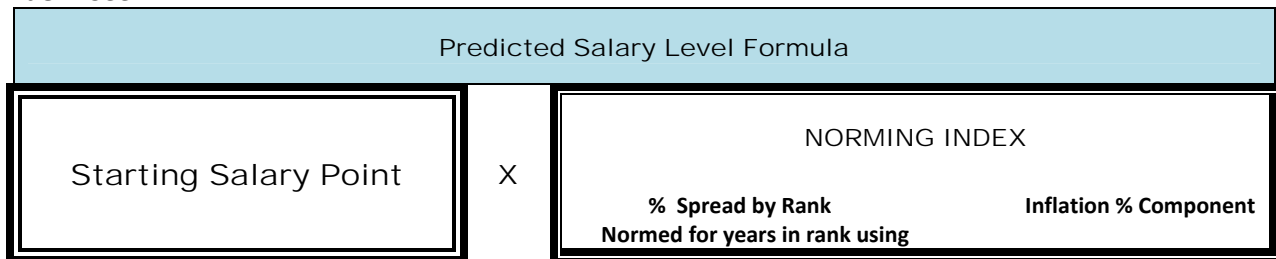 Predicted Salary Level Formula
Starting Salary Point
X
NORMING INDEX
% Spread by Rank
Inflation % Component
Normed for years in rank using